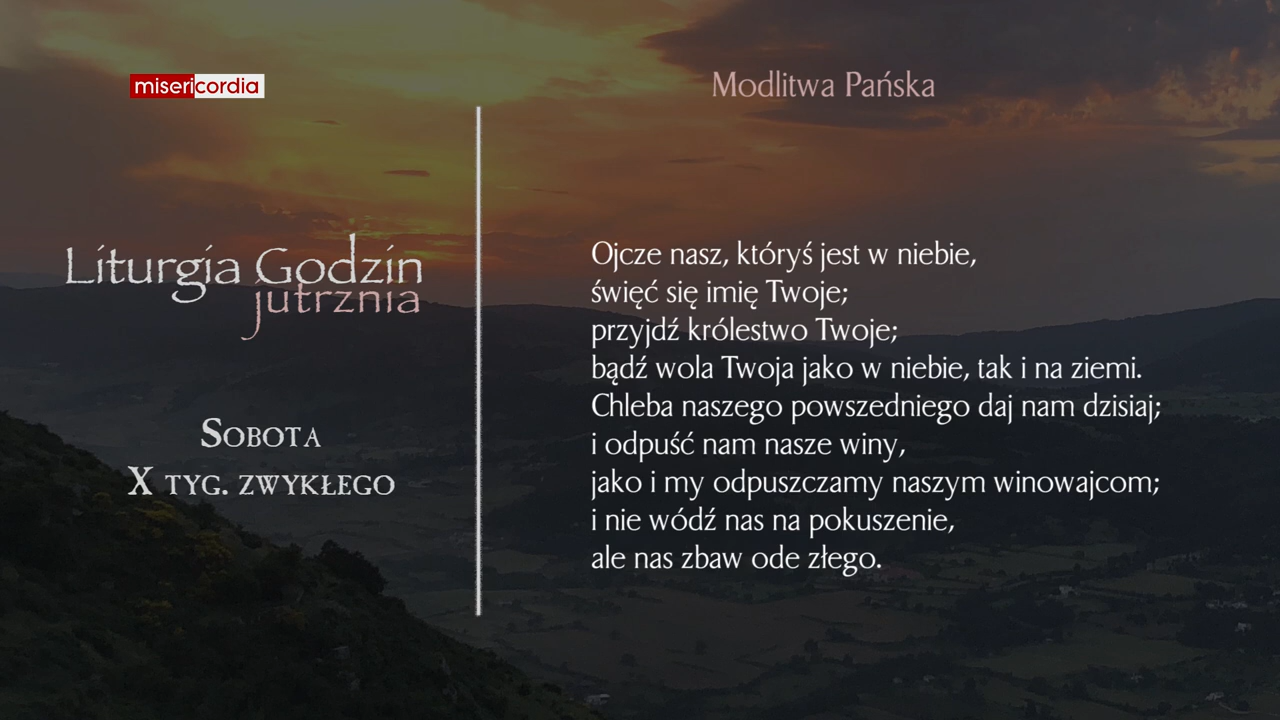 misericordia
Liturgia Godzin
jutrznia
Sobota
X tyg. zwykłego
Modlitwa Pańska
Ojcze nasz, któryś jest w niebie,
święć się imię Twoje;
przyjdź królestwo Twoje;
bądź wola Twoja jako w niebie, tak i na ziemi.
Chleba naszego powszedniego daj nam dzisiaj;
i odpuść nam nasze winy,
jako i my odpuszczamy naszym winowajcom;
i nie wódź nas na pokuszenie,
ale nas zbaw ode złego.